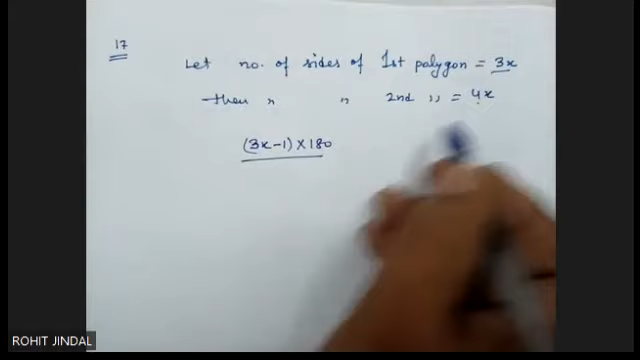 17
Let no. of sides of 1st polygon = 3x
then " " 2nd " = 4x
(3x-1)×180
ROHIT JINDAL